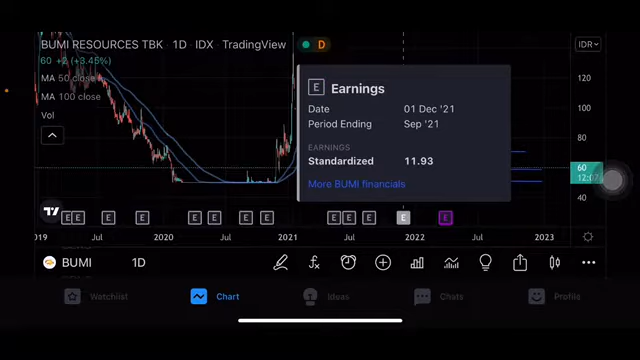 BUMI RESOURCES TBK · 1D · IDX · TradingView
D
IDR
60 +2 (+3.45%)
MA 50 close
MA 100 close
Vol
E Earnings
Date 01 Dec '21
Period Ending Sep '21
EARNINGS
Standardized 11.93
More BUMI financials
120
100
80
60
12:07
40
E E E E E E E E E E E E
2019 Jul 2020 Jul 2021 Jul 2022 Jul 2023
BUMI 1D
Watchlist Chart Ideas Chats Profile